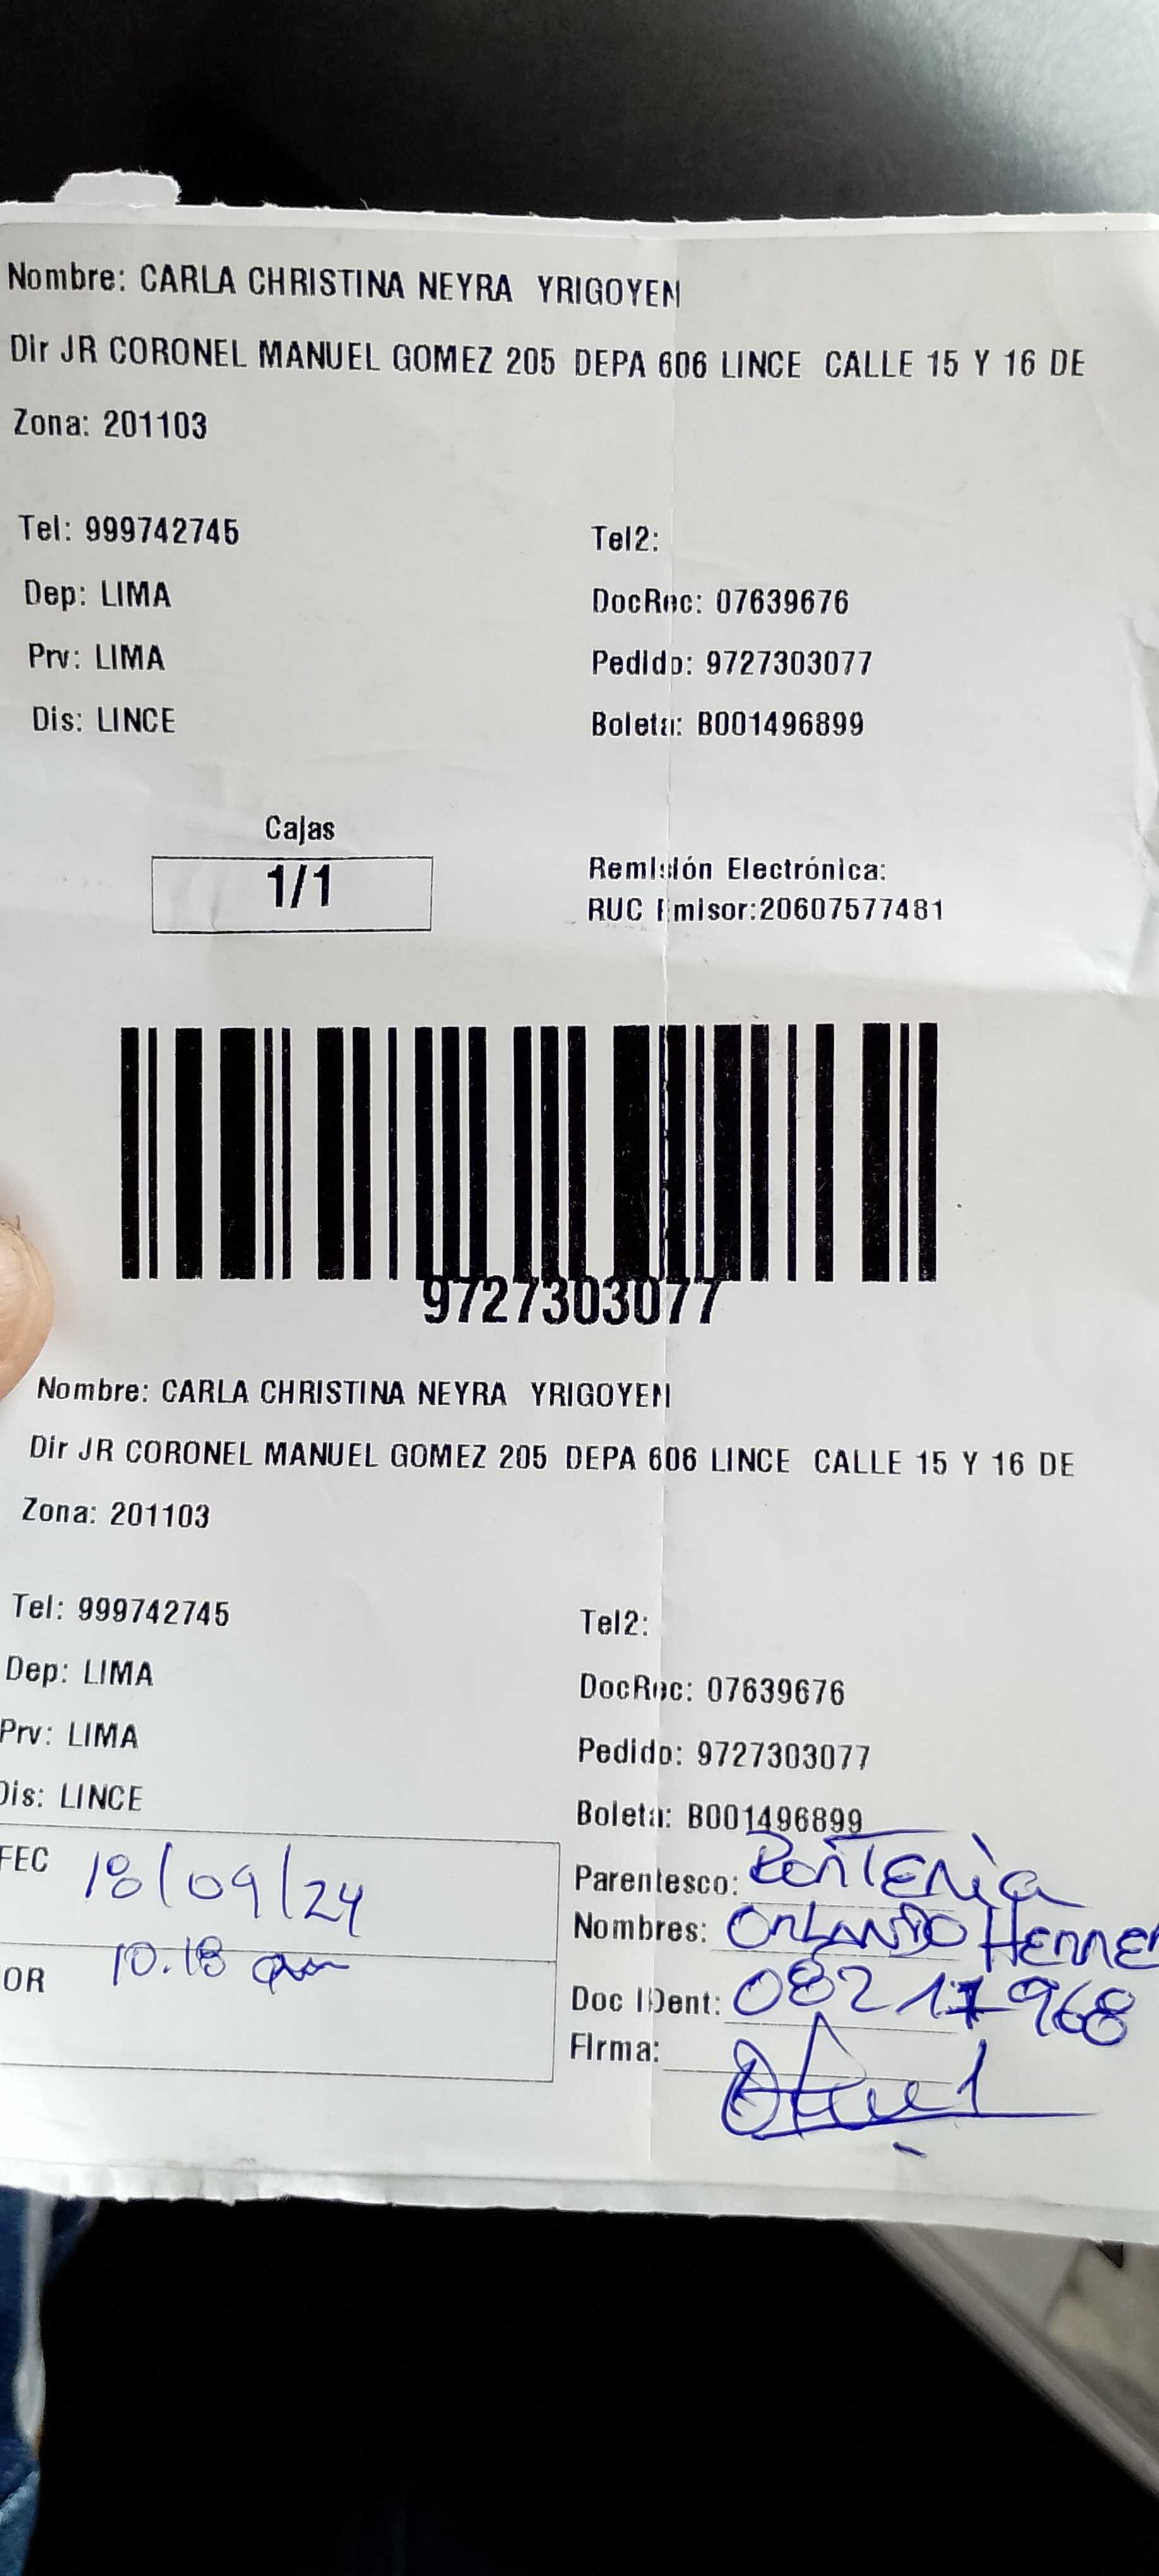 Nombre: CARLA CHRISTINA NEYRA YRIGOYEN
Dir JR CORONEL MANUEL GOMEZ 205 DEPA 606 LINCE CALLE 15 Y 16 DE
Zona: 201103
Tel: 999742745 Tel2:
Dep: LIMA DocRec: 07639676
Prv: LIMA Pedido: 9727303077
Dis: LINCE Boleta: B001496899
Cajas
1/1
Remisión Electrónica:
RUC Emisor:20607577481
9727303077
Nombre: CARLA CHRISTINA NEYRA YRIGOYEN
Dir JR CORONEL MANUEL GOMEZ 205 DEPA 606 LINCE CALLE 15 Y 16 DE
Zona: 201103
Tel: 999742745 Tel2:
Dep: LIMA DocRec: 07639676
Prv: LIMA Pedido: 9727303077
Dis: LINCE Boleta: B001496899
FEC 18/09/24 Parentesco: PORTERIA
Nombres: ORLANDO HERRER
OR 10.18 am Doc IDent: 08217968
Firma: